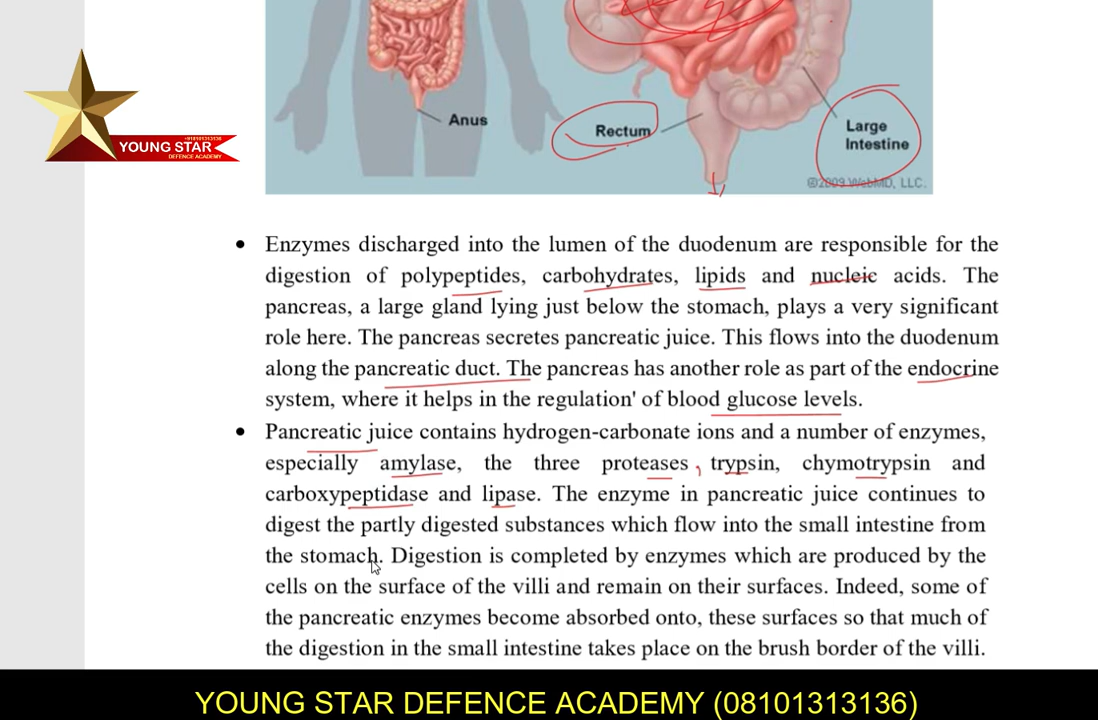 Anus
Rectum
Large
Intestine
©2009 WebMD, LLC.
+918101313136
YOUNG STAR
DEFENCE ACADEMY
• Enzymes discharged into the lumen of the duodenum are responsible for the
digestion of polypeptides, carbohydrates, lipids and nucleic acids. The
pancreas, a large gland lying just below the stomach, plays a very significant
role here. The pancreas secretes pancreatic juice. This flows into the duodenum
along the pancreatic duct. The pancreas has another role as part of the endocrine
system, where it helps in the regulation' of blood glucose levels.
• Pancreatic juice contains hydrogen-carbonate ions and a number of enzymes,
especially amylase, the three proteases , trypsin, chymotrypsin and
carboxypeptidase and lipase. The enzyme in pancreatic juice continues to
digest the partly digested substances which flow into the small intestine from
the stomach. Digestion is completed by enzymes which are produced by the
cells on the surface of the villi and remain on their surfaces. Indeed, some of
the pancreatic enzymes become absorbed onto, these surfaces so that much of
the digestion in the small intestine takes place on the brush border of the villi.
YOUNG STAR DEFENCE ACADEMY (08101313136)